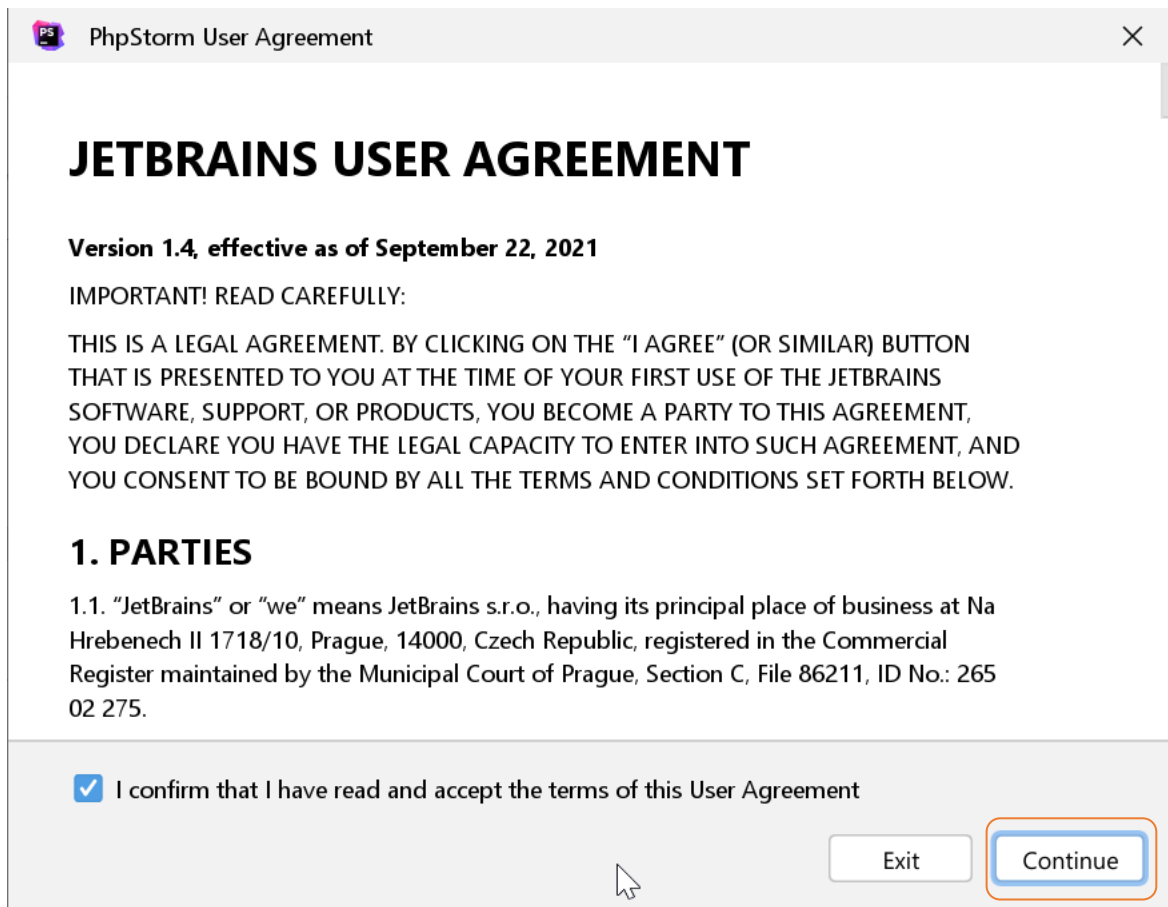 PS
PhpStorm User Agreement
JETBRAINS USER AGREEMENT
Version 1.4, effective as of September 22, 2021
IMPORTANT! READ CAREFULLY:
THIS IS A LEGAL AGREEMENT. BY CLICKING ON THE “I AGREE” (OR SIMILAR) BUTTON
THAT IS PRESENTED TO YOU AT THE TIME OF YOUR FIRST USE OF THE JETBRAINS
SOFTWARE, SUPPORT, OR PRODUCTS, YOU BECOME A PARTY TO THIS AGREEMENT,
YOU DECLARE YOU HAVE THE LEGAL CAPACITY TO ENTER INTO SUCH AGREEMENT, AND
YOU CONSENT TO BE BOUND BY ALL THE TERMS AND CONDITIONS SET FORTH BELOW.
1. PARTIES
1.1. “JetBrains” or “we” means JetBrains s.r.o., having its principal place of business at Na
Hrebenech II 1718/10, Prague, 14000, Czech Republic, registered in the Commercial
Register maintained by the Municipal Court of Prague, Section C, File 86211, ID No.: 265
02 275.
I confirm that I have read and accept the terms of this User Agreement
Exit
Continue